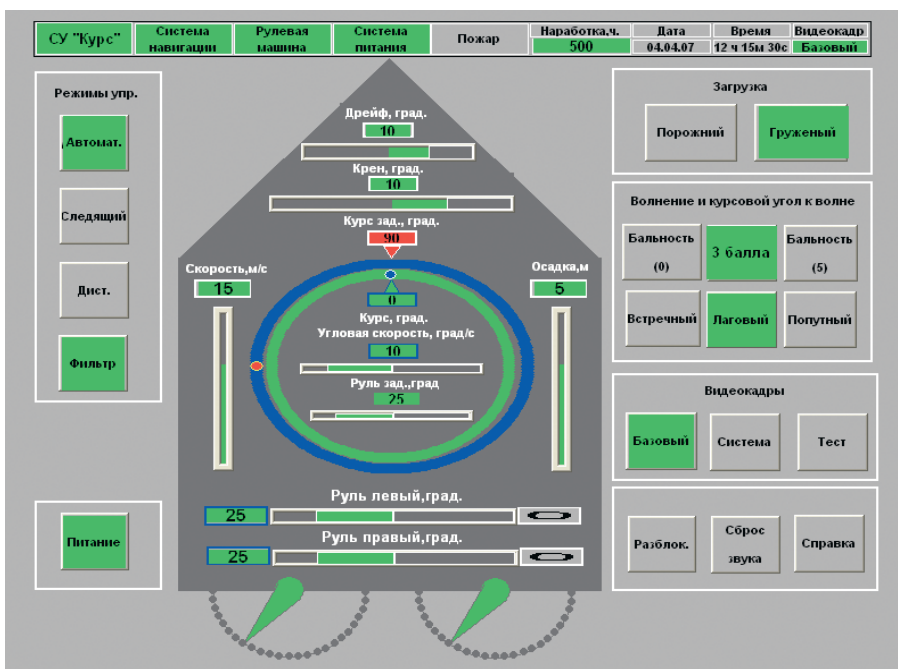 СУ "Курс"
Система
навигации
Рулевая
машина
Система
питания
Пожар
Наработка,ч.
500
Дата
04.04.07
Время
12 ч 15м 30с
Видеокадр
Базовый
Режимы упр.
Автомат.
Следящий
Дист.
Фильтр
Питание
Дрейф, град.
10
Крен, град.
10
Курс зад., град.
90
Скорость,м/с
15
Осадка,м
5
0
Курс, град.
Угловая скорость, град/с
10
Руль зад.,град
25
Руль левый,град.
25
Руль правый,град.
25
Загрузка
Порожний
Груженый
Волнение и курсовой угол к волне
Бальность
(0)
3 балла
Бальность
(5)
Встречный
Лаговый
Попутный
Видеокадры
Базовый
Система
Тест
Разблок.
Сброс
звука
Справка